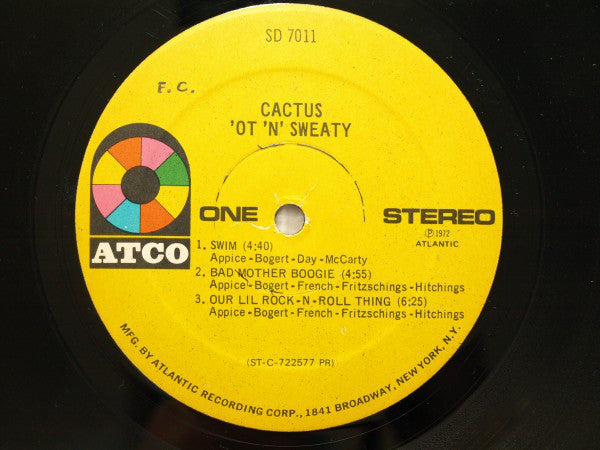 SD 7011
F.C.
CACTUS
'OT 'N' SWEATY
ATCO
ONE
STEREO
Ⓟ1972
ATLANTIC
1. SWIM (4:40)
Appice-Bogert-Day-McCarty
2. BAD MOTHER BOOGIE (4:55)
Appice-Bogert-French-Fritzschings-Hitchings
3. OUR LIL ROCK-N-ROLL THING (6:25)
Appice-Bogert-French-Fritzschings-Hitchings
(ST-C-722577 PR)
MFG. BY ATLANTIC RECORDING CORP., 1841 BROADWAY, NEW YORK, N.Y.